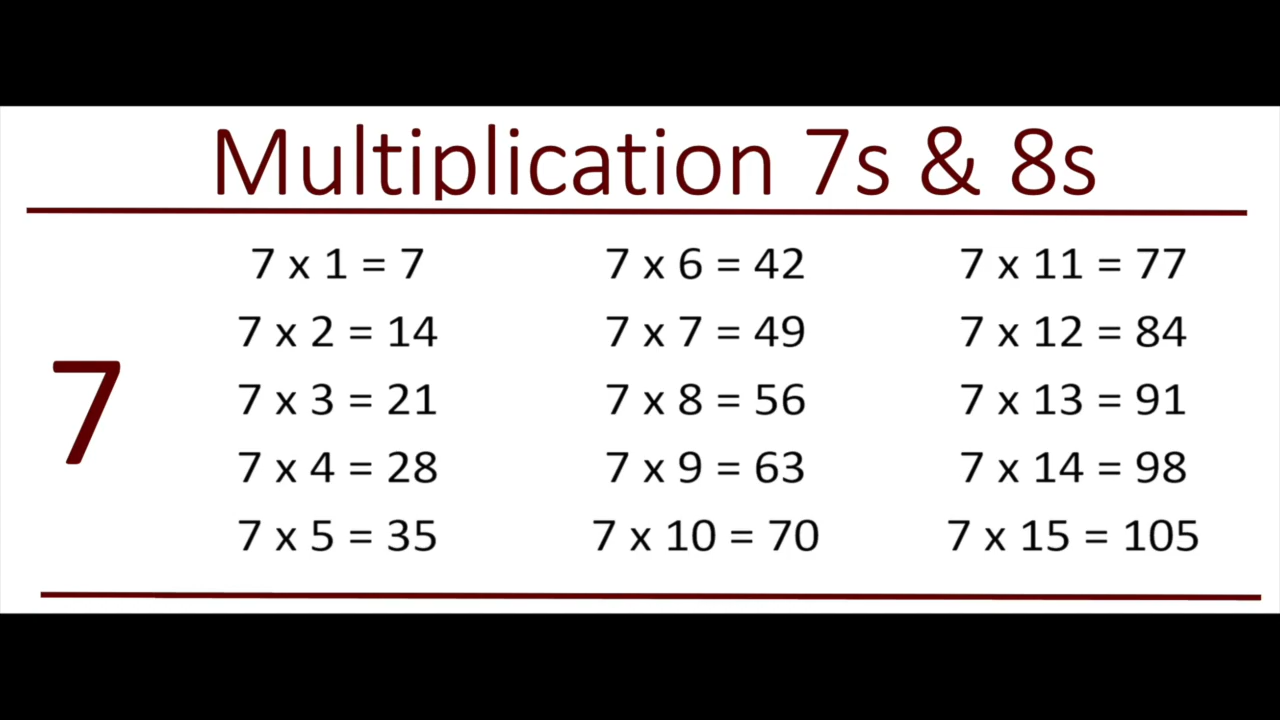 Multiplication 7s & 8s
7
7 x 1 = 7
7 x 2 = 14
7 x 3 = 21
7 x 4 = 28
7 x 5 = 35
7 x 6 = 42
7 x 7 = 49
7 x 8 = 56
7 x 9 = 63
7 x 10 = 70
7 x 11 = 77
7 x 12 = 84
7 x 13 = 91
7 x 14 = 98
7 x 15 = 105